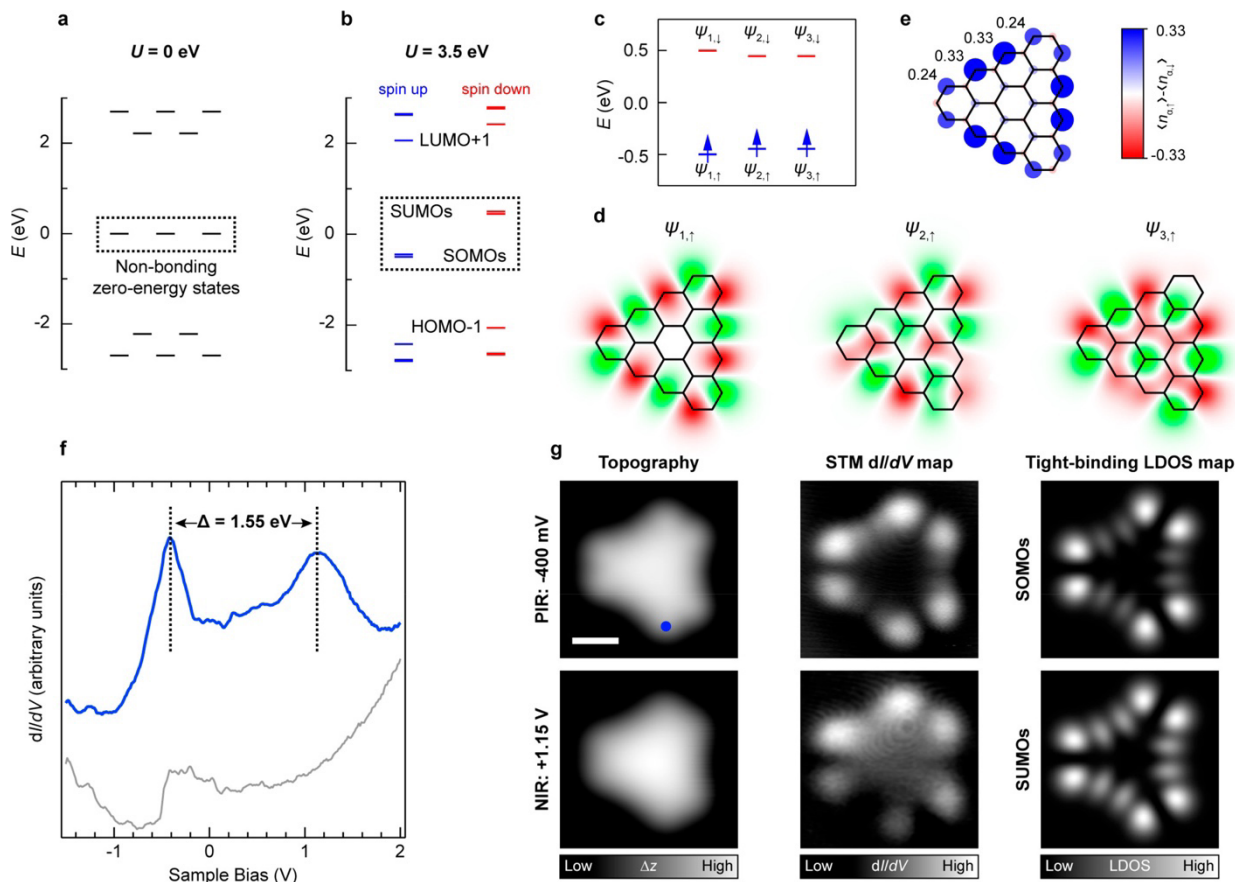 a
U = 0 eV
E (eV)
2
0
-2
Non-bonding
zero-energy states
b
U = 3.5 eV
spin up
spin down
E (eV)
2
0
-2
LUMO+1
SUMOs
SOMOs
HOMO-1
c
E (eV)
0.5
0.0
-0.5
ψ1,↓ ψ2,↓ ψ3,↓
ψ1,↑ ψ2,↑ ψ3,↑
e
0.24
0.33
0.33
0.24
0.33
-0.33
⟨nα,↑⟩-⟨nα,↓⟩
d
ψ1,↑ ψ2,↑ ψ3,↑
f
Δ = 1.55 eV
dI/dV (arbitrary units)
-1 0 1 2
Sample Bias (V)
g
Topography STM dI/dV map Tight-binding LDOS map
PIR: -400 mV
SOMOs
NIR: +1.15 V
SUMOs
Low Δz High
Low dI/dV High
Low LDOS High